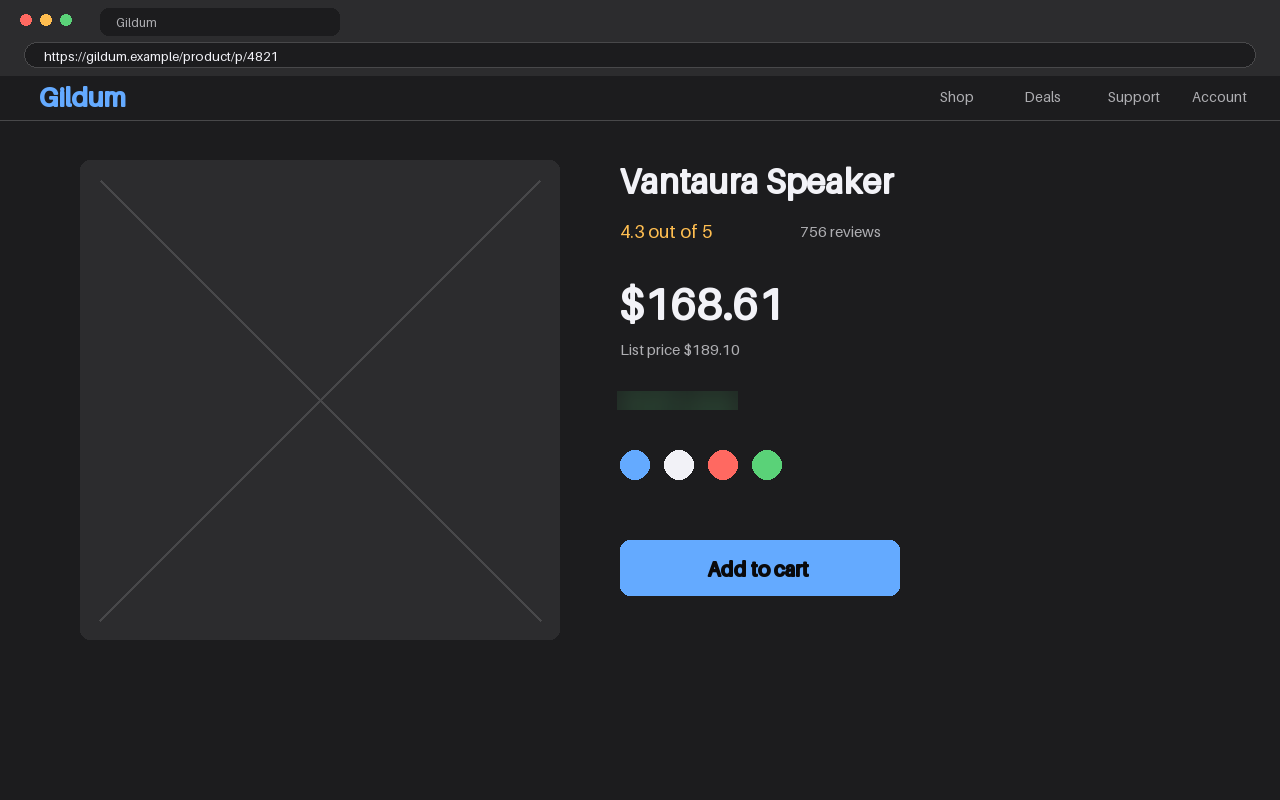 Gildum
https://gildum.example/product/p/4821
Gildum
Shop Deals Support Account
Vantaura Speaker
4.3 out of 5 756 reviews
$168.61
List price $189.10
Add to cart